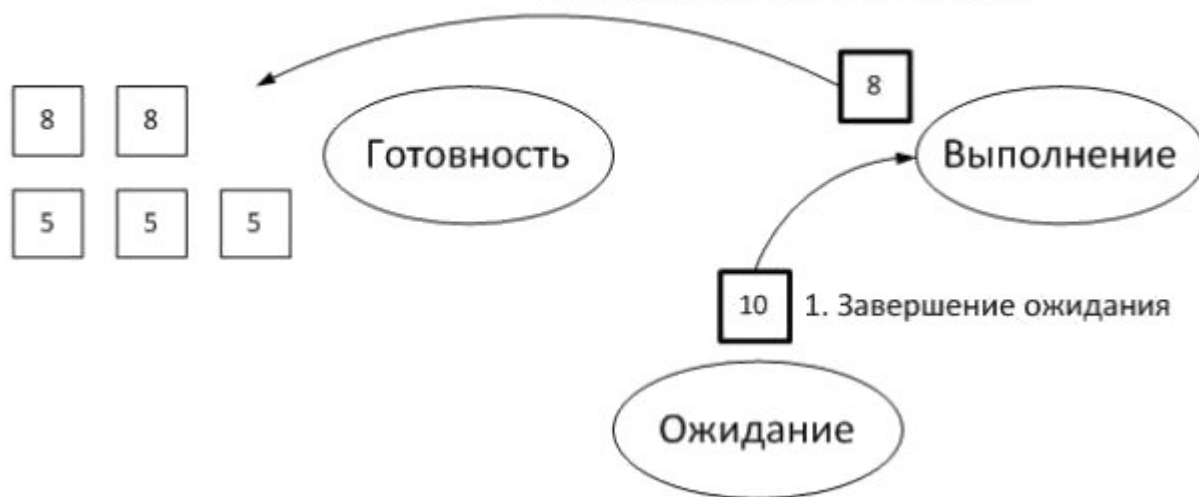 8
8 8
Готовность
Выполнение
5 5 5
10
1. Завершение ожидания
Ожидание